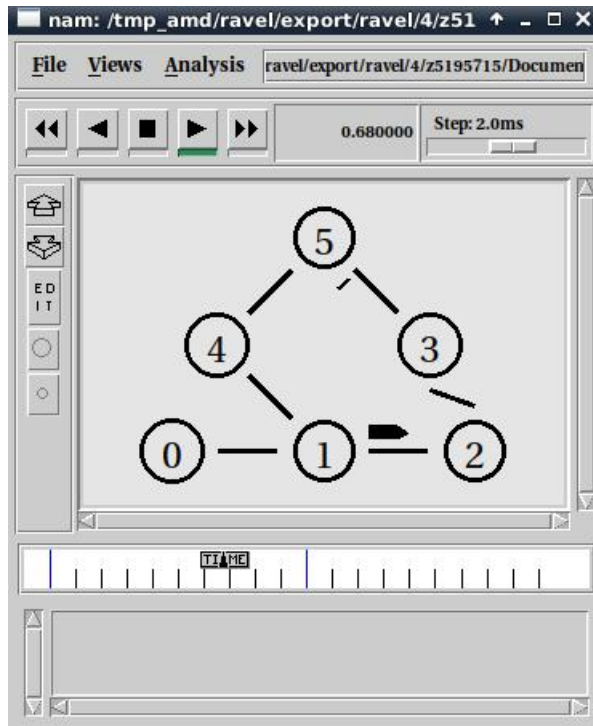 nam: /tmp_amd/ravel/export/ravel/4/z51
File Views Analysis ravel/export/ravel/4/z5195715/Documen
0.680000 Step: 2.0ms
ED
IT
5
4 3
0 1 2
TIME